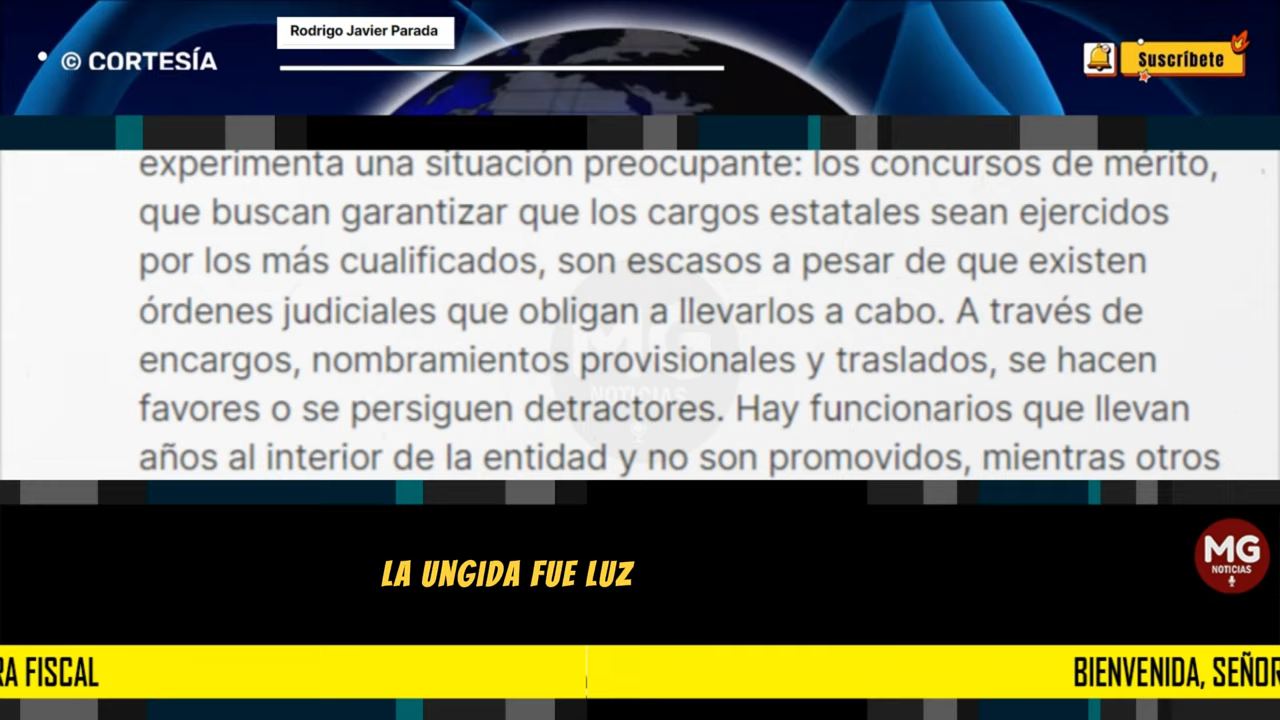 Rodrigo Javier Parada
© CORTESÍA
Suscríbete
experimenta una situación preocupante: los concursos de mérito,
que buscan garantizar que los cargos estatales sean ejercidos
por los más cualificados, son escasos a pesar de que existen
órdenes judiciales que obligan a llevarlos a cabo. A través de
encargos, nombramientos provisionales y traslados, se hacen
favores o se persiguen detractores. Hay funcionarios que llevan
años al interior de la entidad y no son promovidos, mientras otros
MG
NOTICIAS
LA UNGIDA FUE LUZ
MG
NOTICIAS
RA FISCAL
BIENVENIDA, SEÑOR